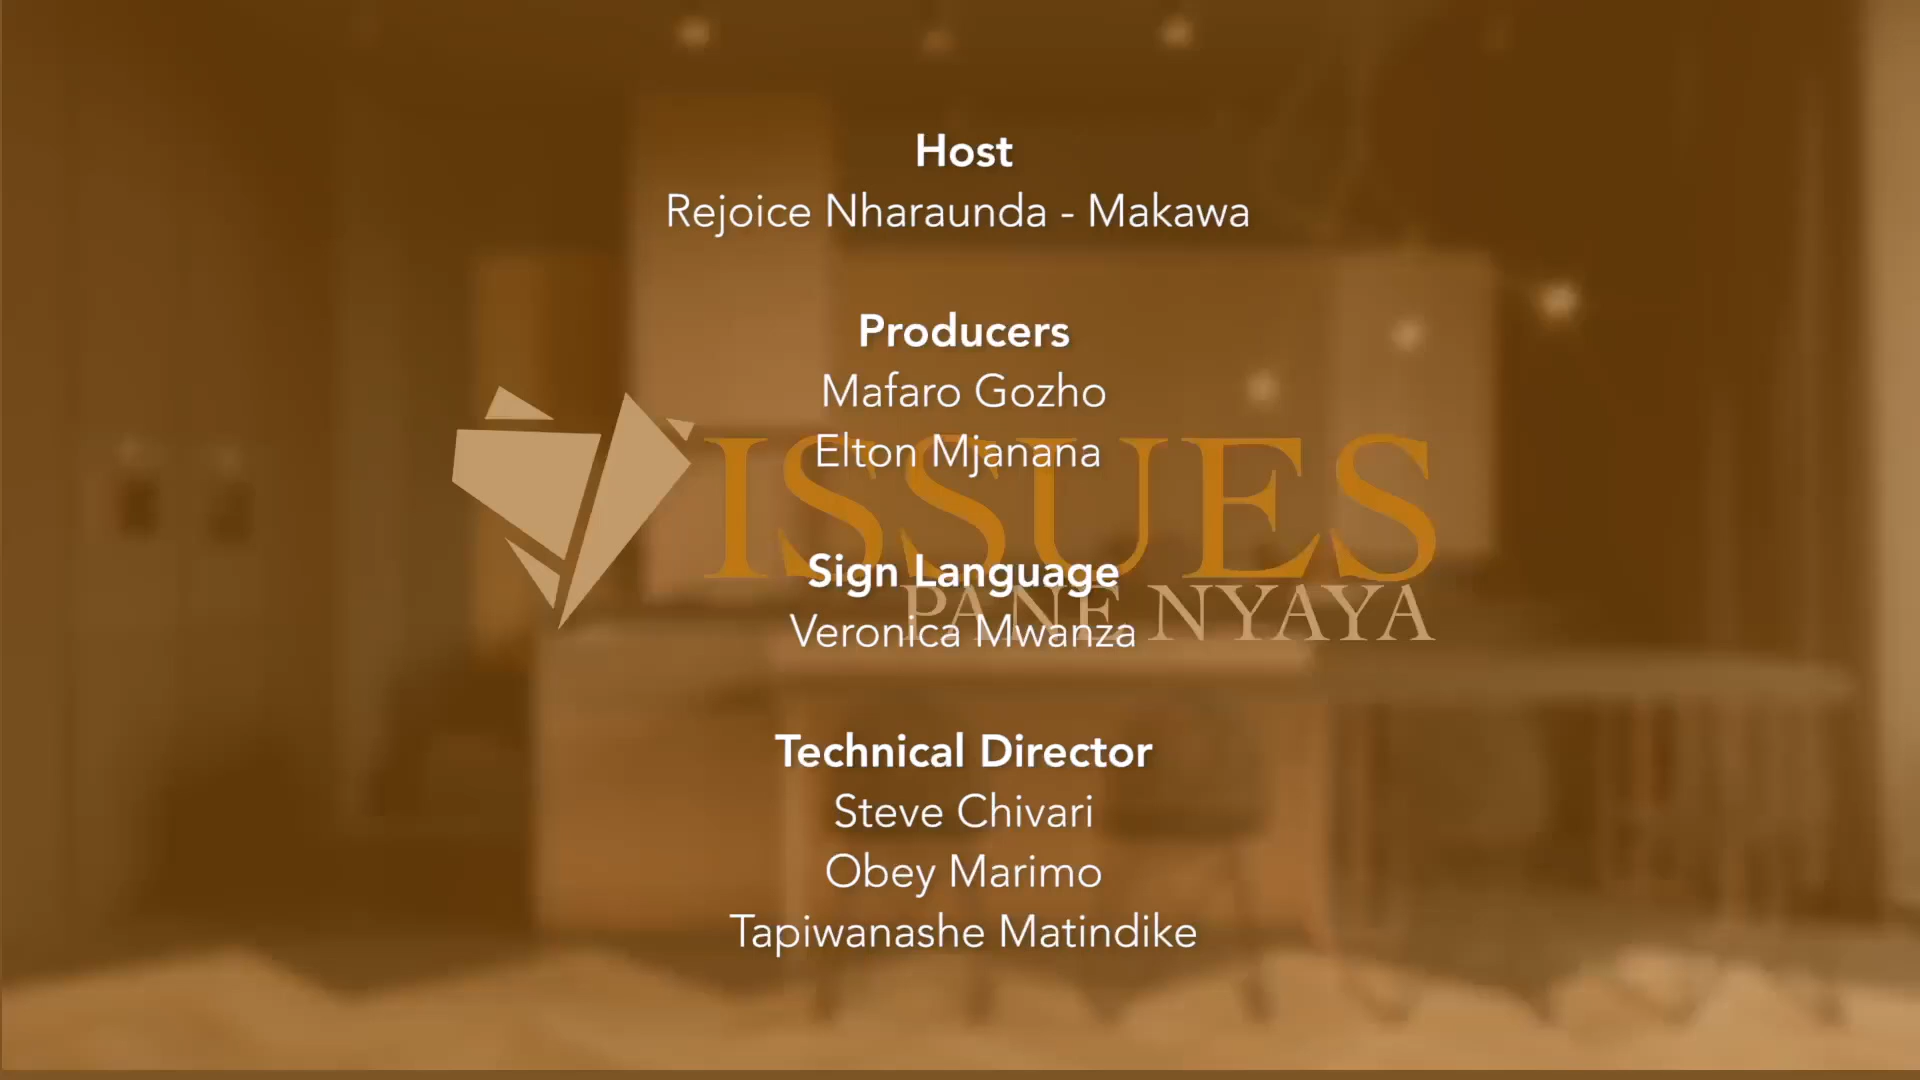 Host
Rejoice Nharaunda - Makawa
Producers
Mafaro Gozho
Elton Mjanana
ISSUES
Sign Language
PANE NYAYA
Veronica Mwanza
Technical Director
Steve Chivari
Obey Marimo
Tapiwanashe Matindike